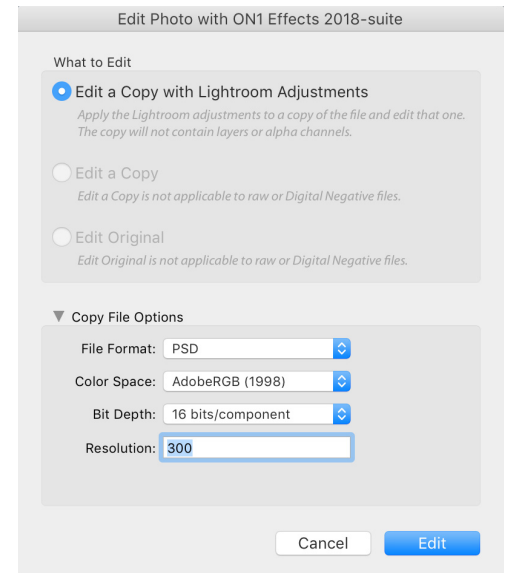 Edit Photo with ON1 Effects 2018-suite
What to Edit
Edit a Copy with Lightroom Adjustments
Apply the Lightroom adjustments to a copy of the file and edit that one.
The copy will not contain layers or alpha channels.
Edit a Copy
Edit a Copy is not applicable to raw or Digital Negative files.
Edit Original
Edit Original is not applicable to raw or Digital Negative files.
Copy File Options
File Format: PSD
Color Space: AdobeRGB (1998)
Bit Depth: 16 bits/component
Resolution: 300
Cancel Edit